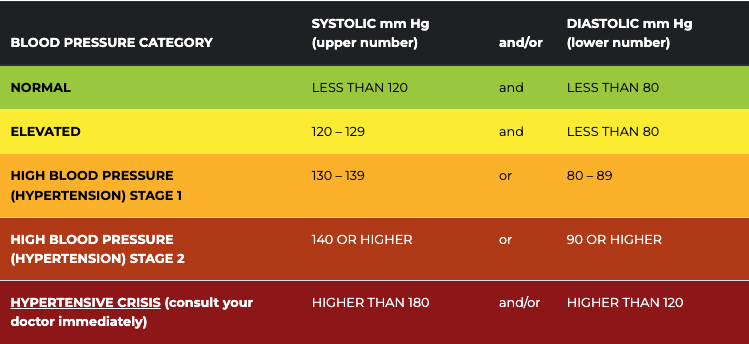 SYSTOLIC mm Hg DIASTOLIC mm Hg
BLOOD PRESSURE CATEGORY (upper number) and/or (lower number)
NORMAL LESS THAN 120 and LESS THAN 80
ELEVATED 120 – 129 and LESS THAN 80
HIGH BLOOD PRESSURE 130 – 139 or 80 – 89
(HYPERTENSION) STAGE 1
HIGH BLOOD PRESSURE 140 OR HIGHER or 90 OR HIGHER
(HYPERTENSION) STAGE 2
HYPERTENSIVE CRISIS (consult your HIGHER THAN 180 and/or HIGHER THAN 120
doctor immediately)